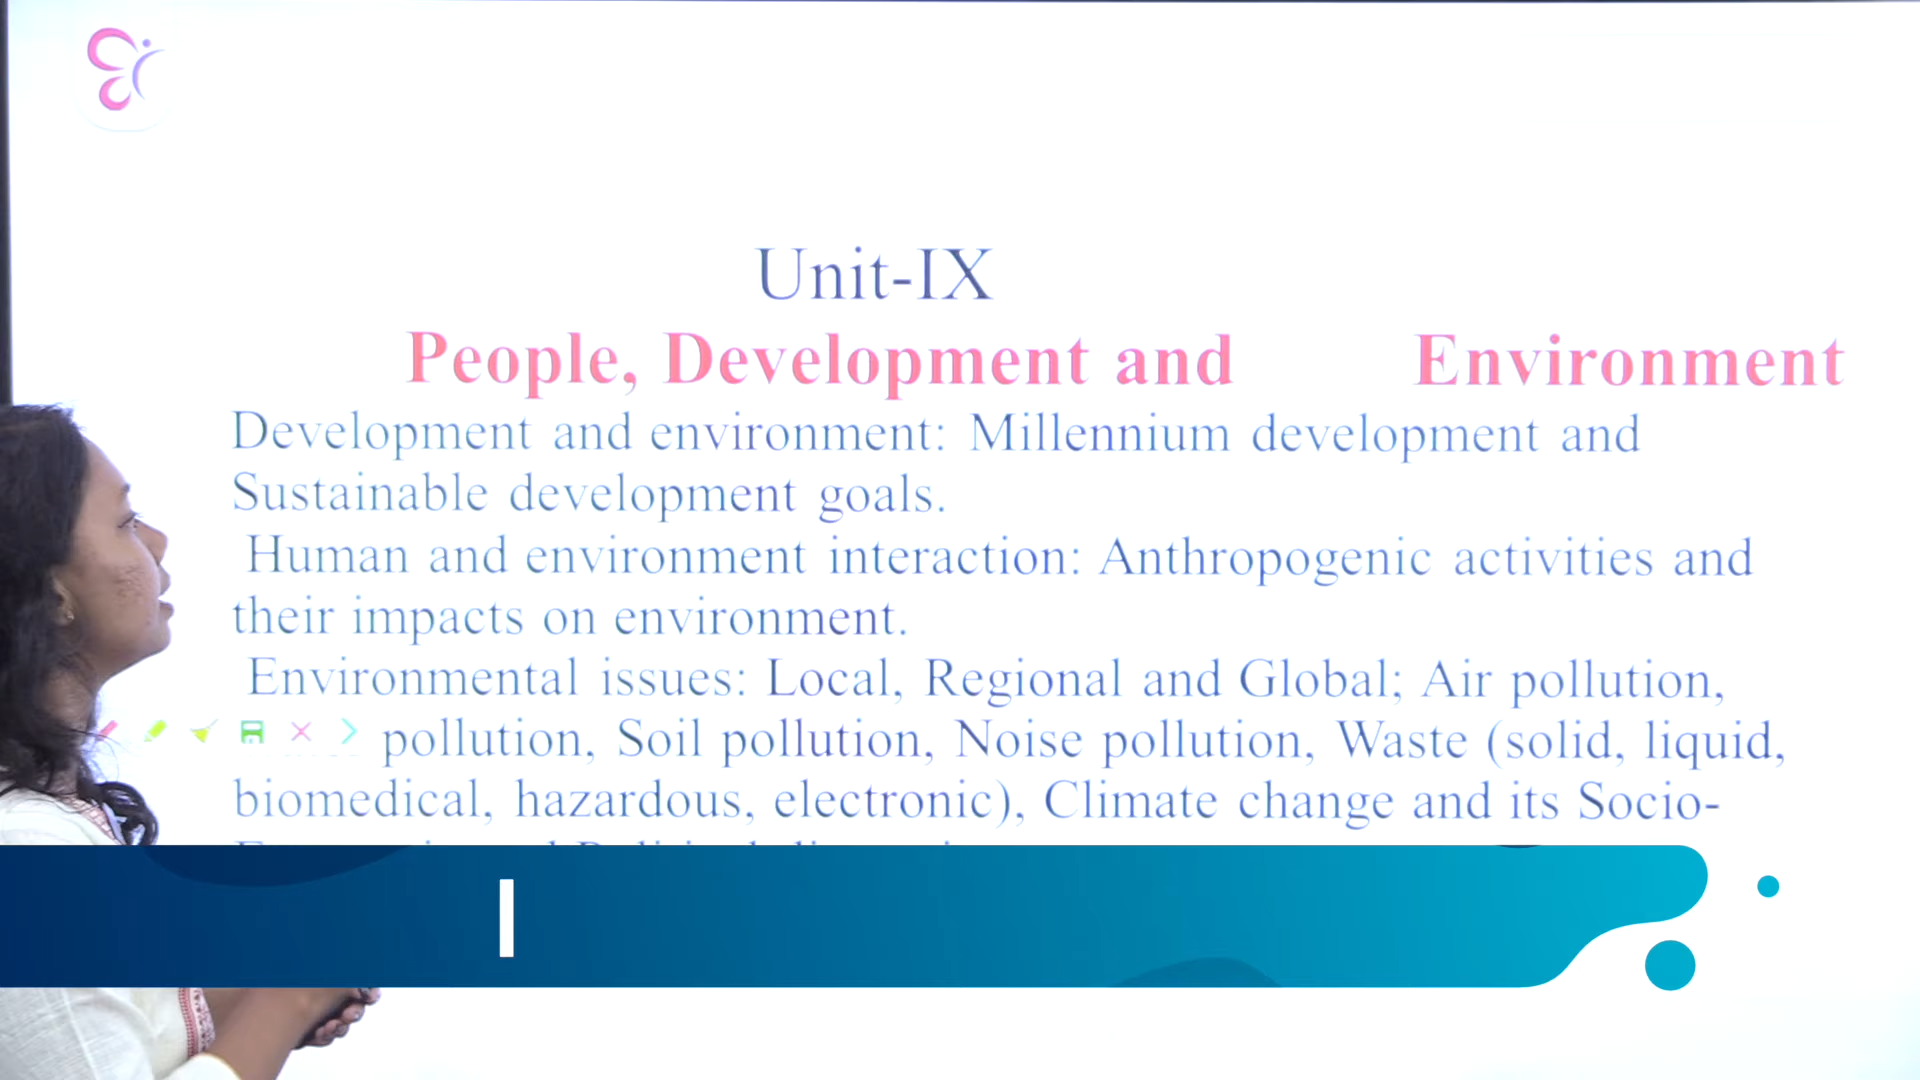 Unit-IX
People, Development and Environment
Development and environment: Millennium development and
Sustainable development goals.
Human and environment interaction: Anthropogenic activities and
their impacts on environment.
Environmental issues: Local, Regional and Global; Air pollution,
pollution, Soil pollution, Noise pollution, Waste (solid, liquid,
biomedical, hazardous, electronic), Climate change and its Socio-